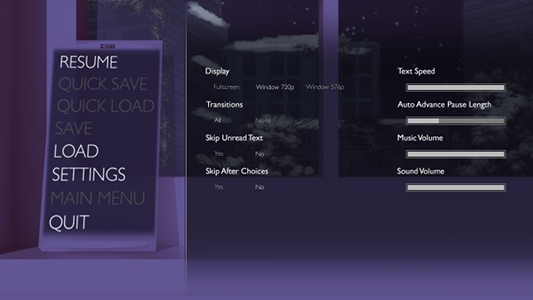 RESUME
QUICK SAVE
QUICK LOAD
SAVE
LOAD
SETTINGS
MAIN MENU
QUIT
Display
Fullscreen Window 720p Window 576p
Transitions
All None
Skip Unread Text
Yes No
Skip After Choices
Yes No
Text Speed
Auto Advance Pause Length
Music Volume
Sound Volume